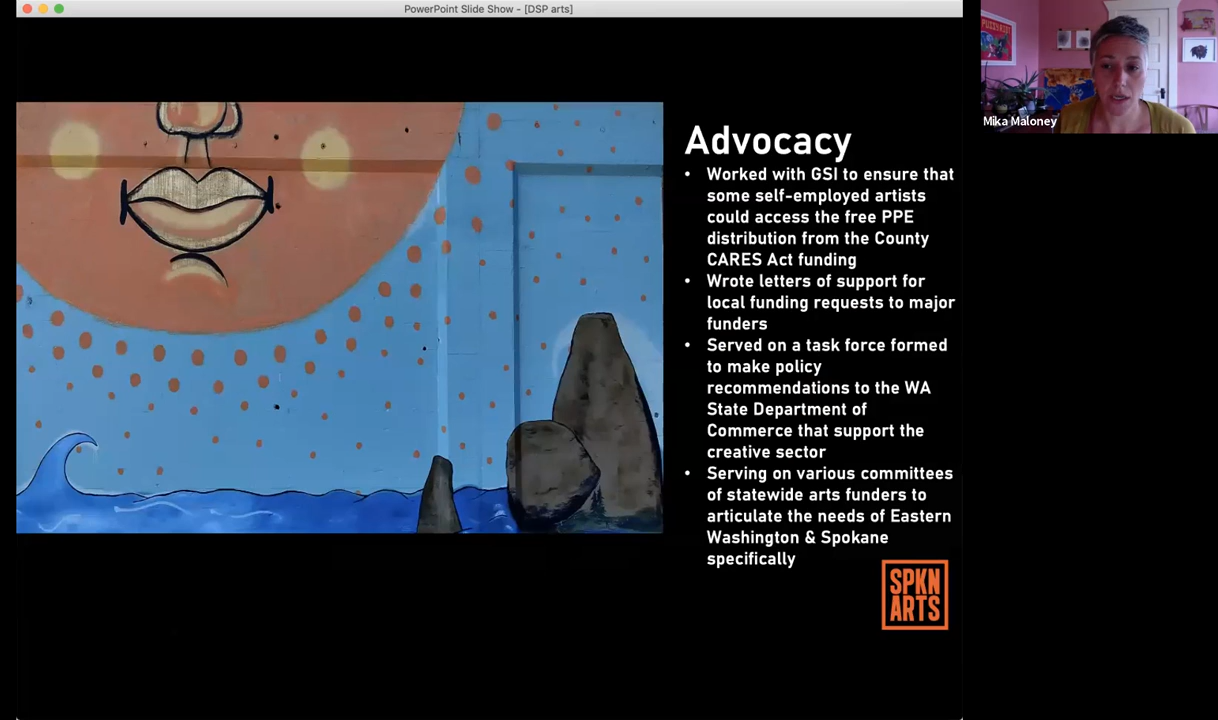 PowerPoint Slide Show - [DSP arts]
PUSSY RIOT
Mika Maloney
Advocacy
• Worked with GSI to ensure that
some self-employed artists
could access the free PPE
distribution from the County
CARES Act funding
• Wrote letters of support for
local funding requests to major
funders
• Served on a task force formed
to make policy
recommendations to the WA
State Department of
Commerce that support the
creative sector
• Serving on various committees
of statewide arts funders to
articulate the needs of Eastern
Washington & Spokane
specifically
SPKN
ARTS